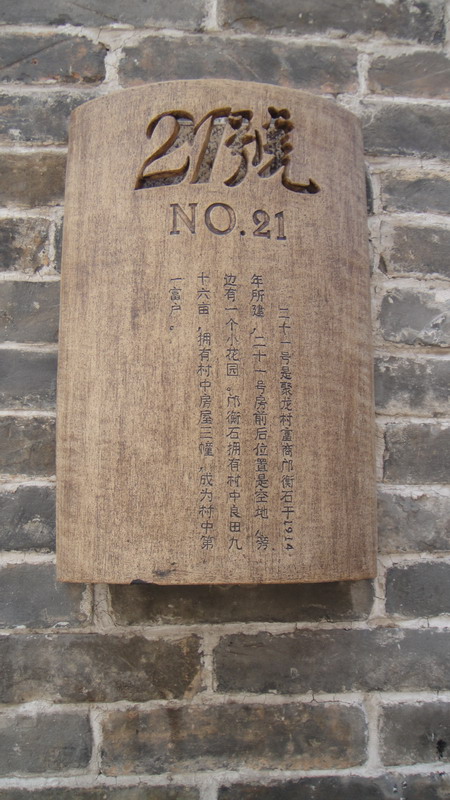 21號
NO.21
二十一号是聚龙村富商邝衡石于1914
年所建，二十一号房前后位置是空地，旁
边有一个小花园。邝衡石拥有村中良田九
十六亩，拥有村中房屋三幢，成为村中第
一富户。